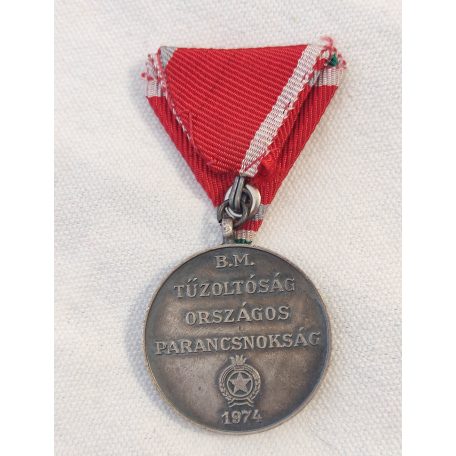 B.M.
TŰZOLTÓSÁG
ORSZÁGOS
PARANCSNOKSÁG
1974